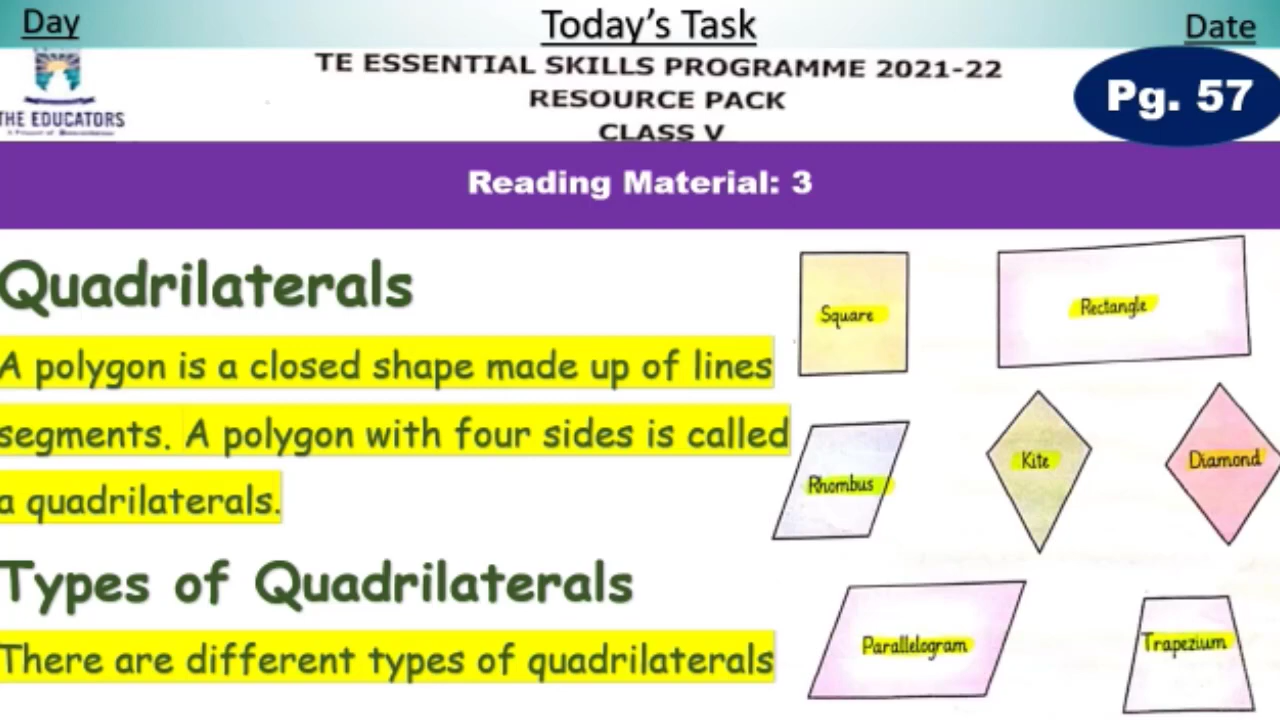 Day
Today's Task
Date
TE ESSENTIAL SKILLS PROGRAMME 2021-22
RESOURCE PACK
CLASS V
Pg. 57
THE EDUCATORS
Reading Material: 3
Quadrilaterals
A polygon is a closed shape made up of lines
segments. A polygon with four sides is called
a quadrilaterals.
Types of Quadrilaterals
There are different types of quadrilaterals
Square
Rectangle
Rhombus
Kite
Diamond
Parallelogram
Trapezium